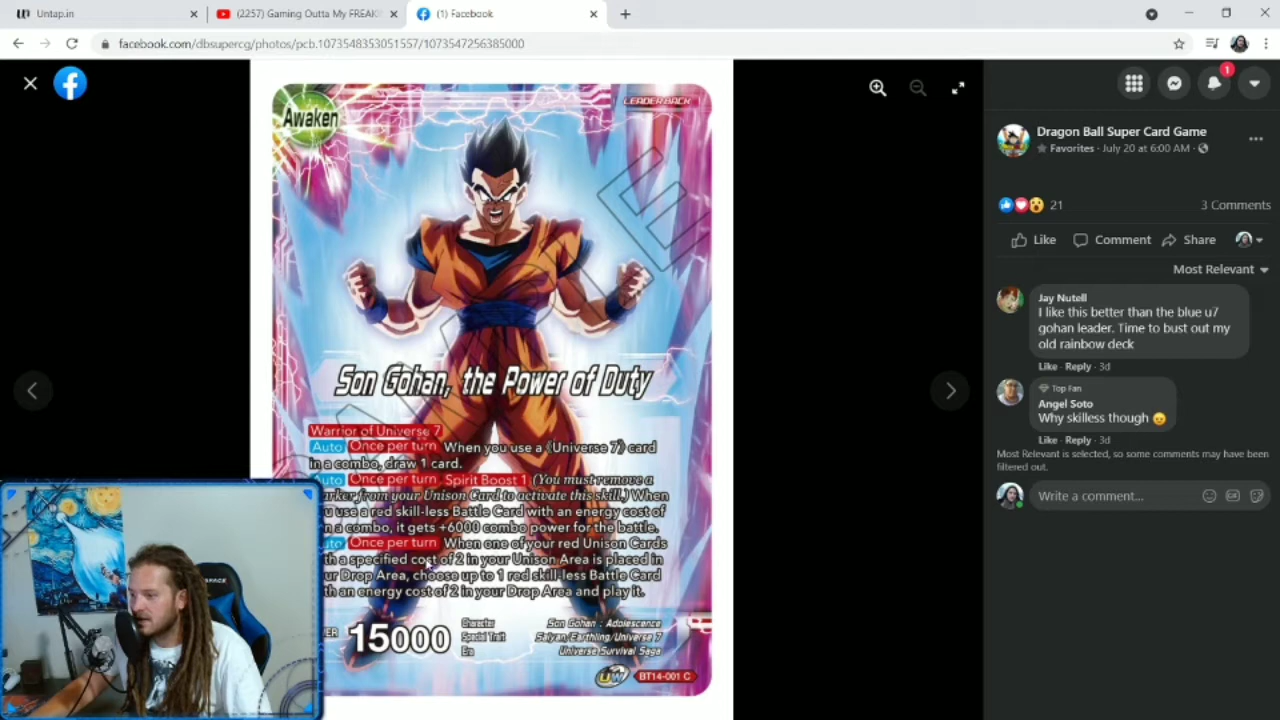 Untap.in
(2257) Gaming Outta My FREAKI
(1) Facebook
facebook.com/dbsupercg/photos/pcb.1073548353051557/1073547256385000
Awaken
LEADER BACK
SAMPLE
Son Gohan, the Power of Duty
Warrior of Universe 7
Auto Once per turn When you use a 《Universe 7》 card
in a combo, draw 1 card.
Auto Once per turn Spirit Boost 1 (You must remove a
arker from your Unison Card to activate this skill.) When
u use a red skill-less Battle Card with an energy cost of
n a combo, it gets +6000 combo power for the battle.
uto Once per turn When one of your red Unison Cards
th a specified cost of 2 in your Unison Area is placed in
ur Drop Area, choose up to 1 red skill-less Battle Card
th an energy cost of 2 in your Drop Area and play it.
ER 15000
Character Son Gohan : Adolescence
Special Trait Saiyan/Earthling/Universe 7
Era Universe Survival Saga
UW BT14-001 C
SPACE
1
Dragon Ball Super Card Game
Favorites · July 20 at 6:00 AM ·
21 3 Comments
Like Comment Share
Most Relevant
Jay Nutell
I like this better than the blue u7
gohan leader. Time to bust out my
old rainbow deck
Like · Reply · 3d
Top Fan
Angel Soto
Why skilless though
Like · Reply · 3d
Most Relevant is selected, so some comments may have been
filtered out.
Write a comment...
GIF